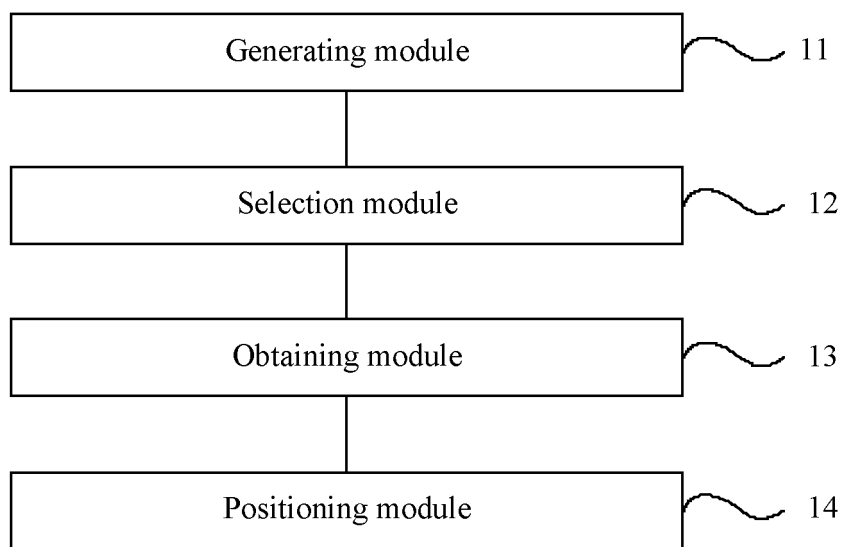 Generating module 11
Selection module 12
Obtaining module 13
Positioning module 14